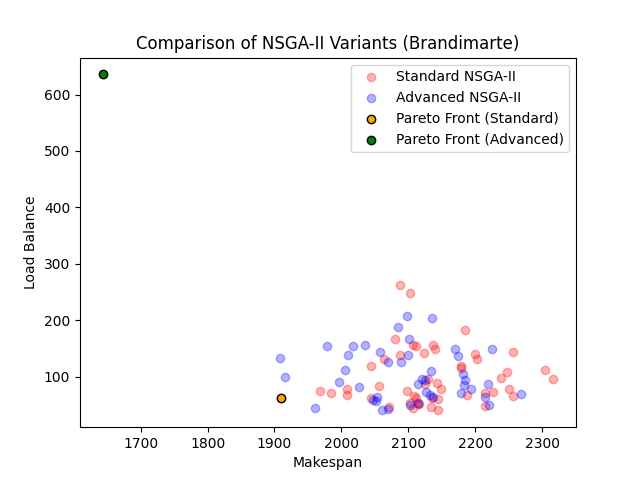 Comparison of NSGA-II Variants (Brandimarte)
Standard NSGA-II
Advanced NSGA-II
Pareto Front (Standard)
Pareto Front (Advanced)
Load Balance
600
500
400
300
200
100
1700 1800 1900 2000 2100 2200 2300
Makespan